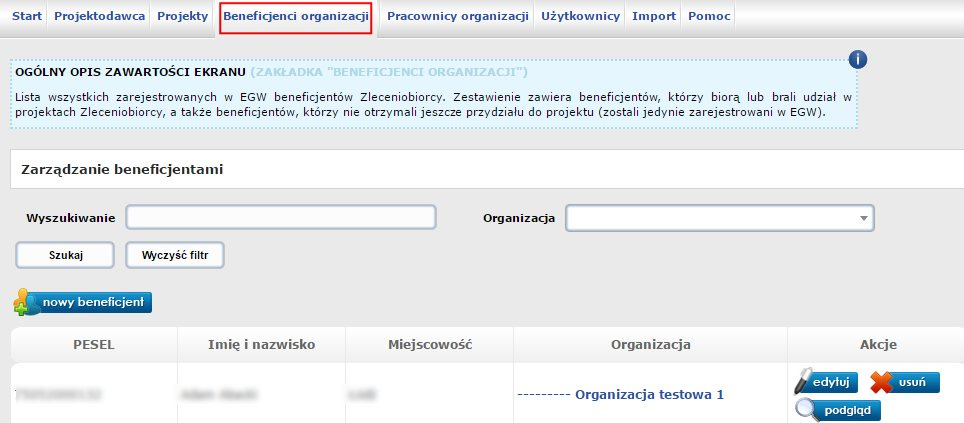 Start Projektodawca Projekty Beneficjenci organizacji Pracownicy organizacji Użytkownicy Import Pomoc
i
OGÓLNY OPIS ZAWARTOŚCI EKRANU (ZAKŁADKA "BENEFICJENCI ORGANIZACJI")
Lista wszystkich zarejestrowanych w EGW beneficjentów Zleceniobiorcy. Zestawienie zawiera beneficjentów, którzy biorą lub brali udział w
projektach Zleceniobiorcy, a także beneficjentów, którzy nie otrzymali jeszcze przydziału do projektu (zostali jedynie zarejestrowani w EGW).
Zarządzanie beneficjentami
Wyszukiwanie Organizacja
Szukaj Wyczyść filtr
nowy beneficjent
PESEL Imię i nazwisko Miejscowość Organizacja Akcje
--------- Organizacja testowa 1 edytuj usuń
podgląd